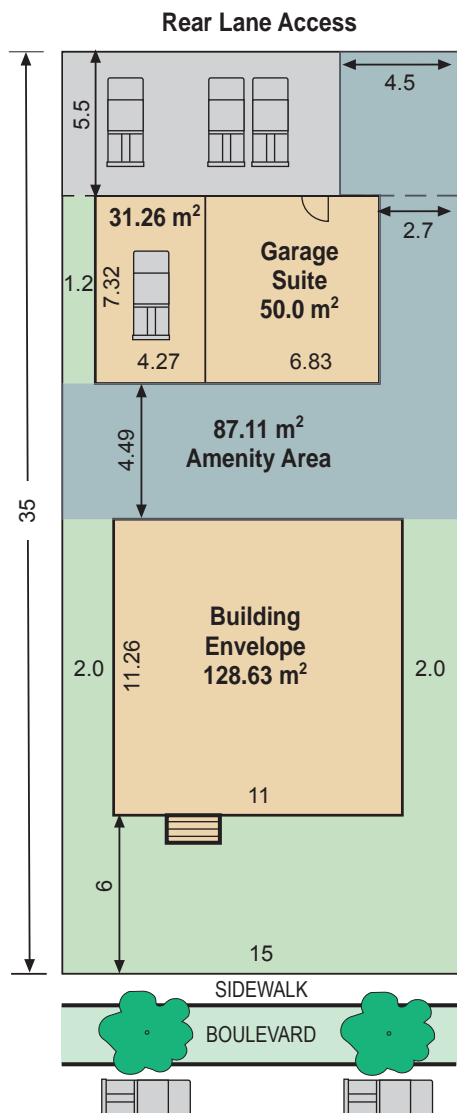 Rear Lane Access
4.5
5.5
31.26 m²
2.7
Garage
Suite
50.0 m²
1.2
7.32
4.27
6.83
87.11 m²
Amenity Area
4.49
35
Building
Envelope
128.63 m²
2.0
11.26
2.0
11
6
15
SIDEWALK
BOULEVARD